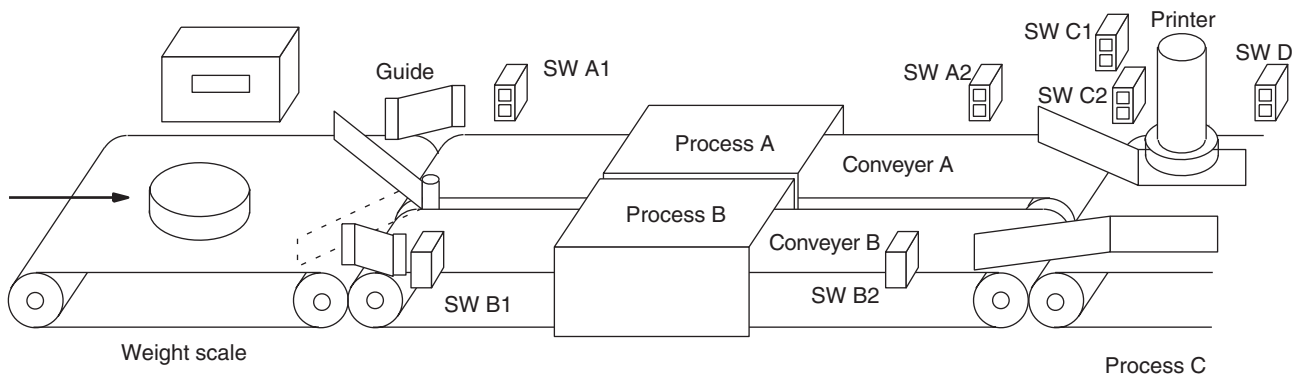 SW C1
Printer
SW D
Guide
SW A1
SW A2
SW C2
Process A
Conveyer A
Process B
Conveyer B
SW B1
SW B2
Weight scale
Process C